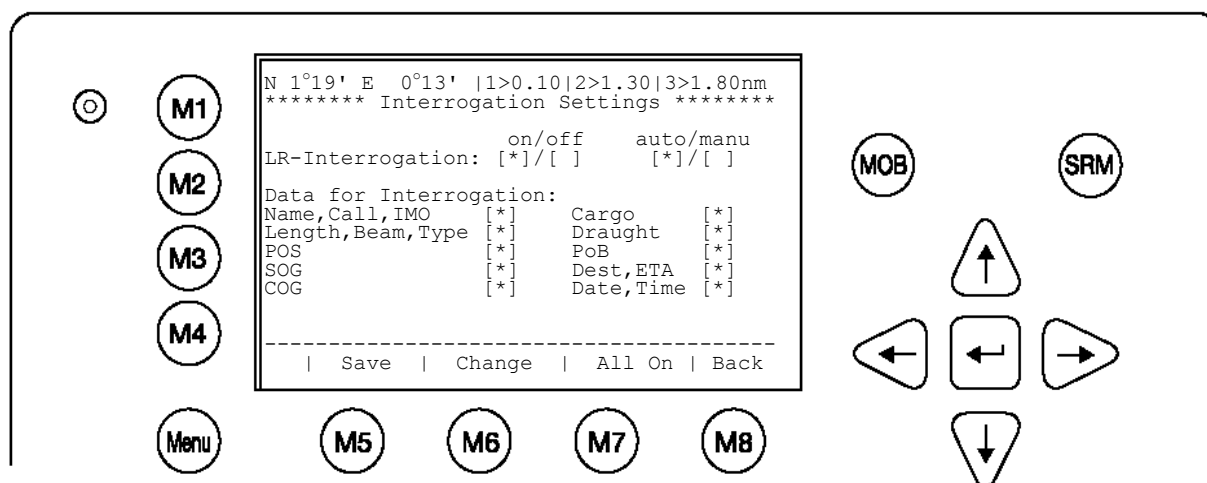 N 1°19' E  0°13' |1>0.10|2>1.30|3>1.80nm
******** Interrogation Settings ********
on/off    auto/manu
LR-Interrogation: [*]/[ ]    [*]/[ ]
Data for Interrogation:
Name,Call,IMO    [*]    Cargo    [*]
Length,Beam,Type [*]    Draught    [*]
POS    [*]    PoB    [*]
SOG    [*]    Dest,ETA    [*]
COG    [*]    Date,Time    [*]
----------------------------------------
|  Save  |  Change  |  All On | Back
M1
M2
M3
M4
Menu
M5
M6
M7
M8
MOB
SRM